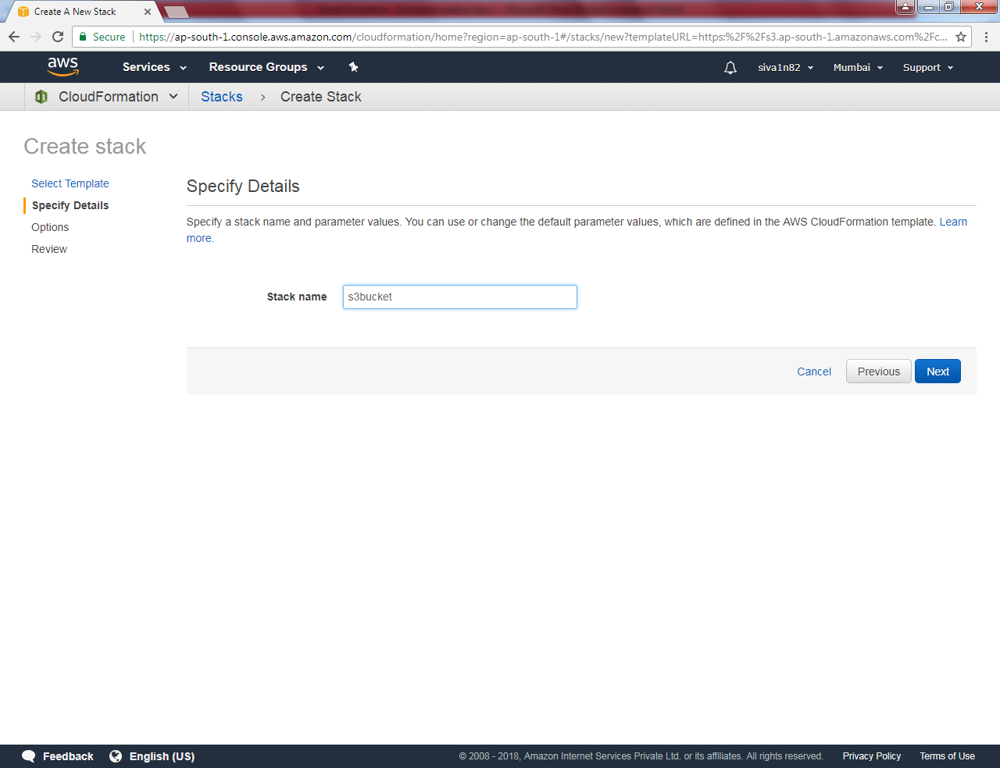 Create A New Stack
Secure https://ap-south-1.console.aws.amazon.com/cloudformation/home?region=ap-south-1#/stacks/new?templateURL=https:%2F%2Fs3.ap-south-1.amazonaws.com%2Fc...
aws Services Resource Groups siva1n82 Mumbai Support
CloudFormation Stacks > Create Stack
Create stack
Select Template
Specify Details
Options
Review
Specify Details
Specify a stack name and parameter values. You can use or change the default parameter values, which are defined in the AWS CloudFormation template. Learn
more.
Stack name s3bucket
Cancel Previous Next
Feedback English (US) © 2008 - 2018, Amazon Internet Services Private Ltd. or its affiliates. All rights reserved. Privacy Policy Terms of Use